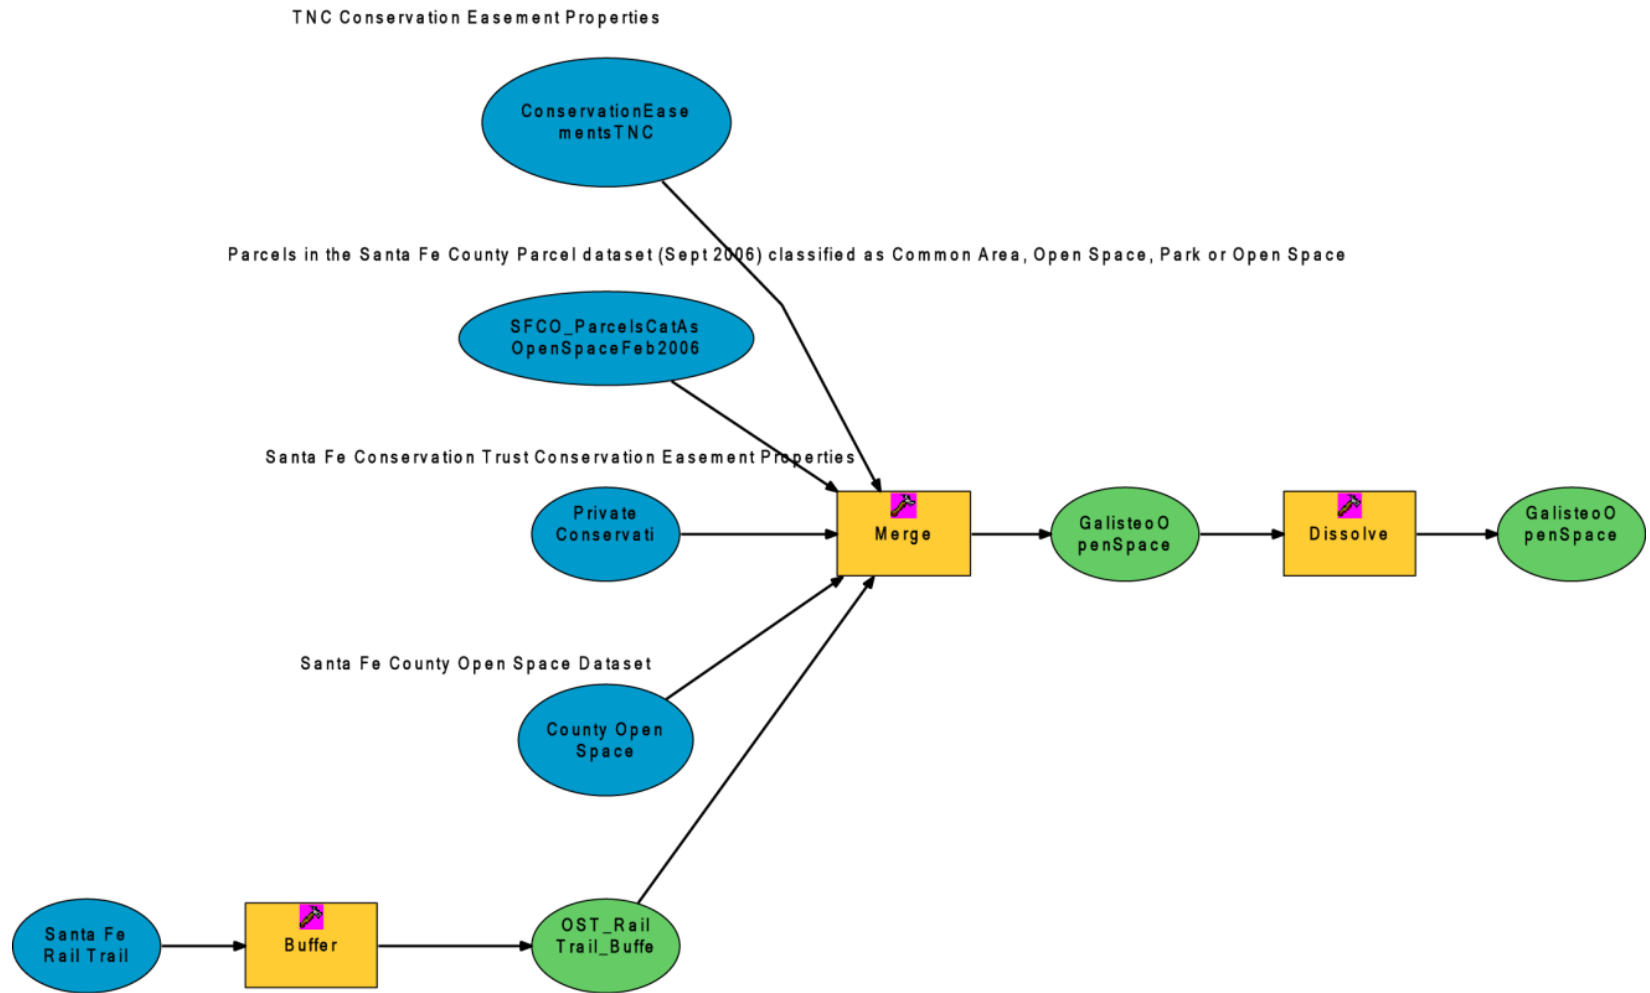 TNC Conservation Easement Properties
ConservationEase
mentsTNC
Parcels in the Santa Fe County Parcel dataset (Sept 2006) classified as Common Area, Open Space, Park or Open Space
SFCO_ParcelsCatAs
OpenSpaceFeb2006
Santa Fe Conservation Trust Conservation Easement Properties
Private
Conservati
Merge
GalisteoO
penSpace
Dissolve
GalisteoO
penSpace
Santa Fe County Open Space Dataset
County Open
Space
Santa Fe
Rail Trail
Buffer
OST_Rail
Trail_Buffe